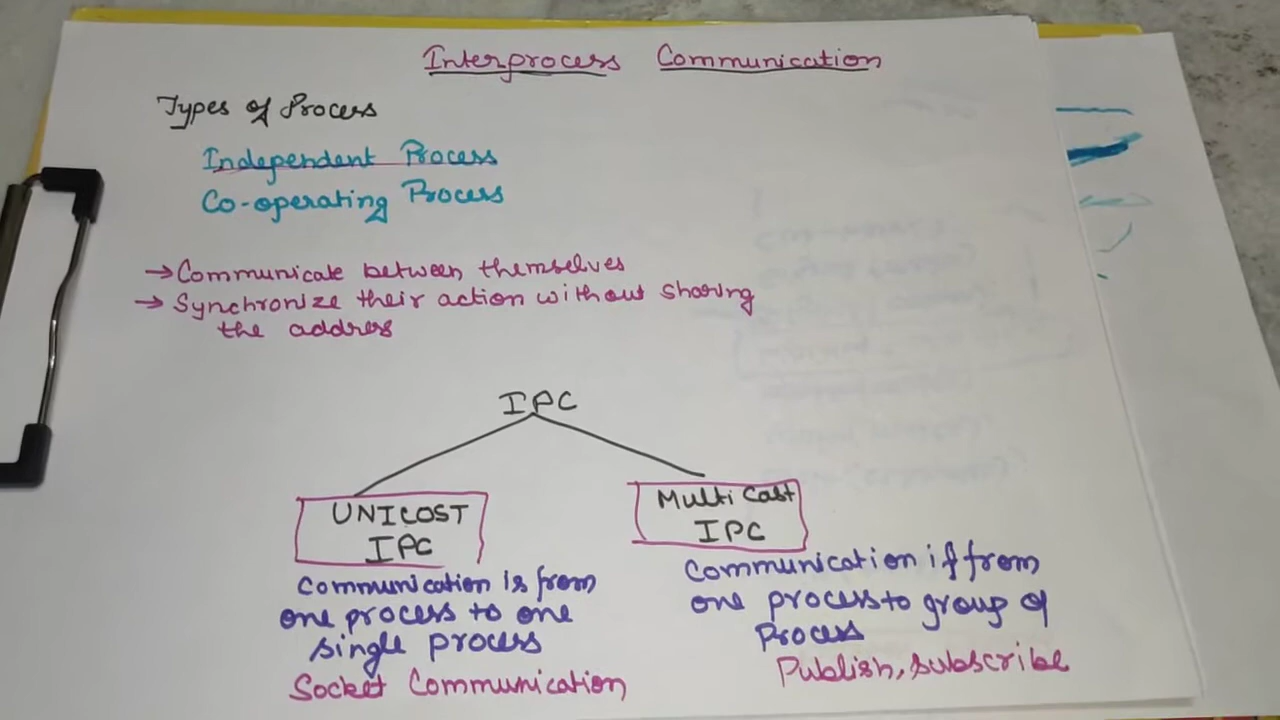 Interprocess Communication
Types of Process
Independent Process
Co-operating Process
→ Communicate between themselves
→ Synchronize their action without sharing
the address
IPC
UNICOST
IPC
Multi Cast
IPC
Communication is from
one process to one
single process
Socket Communication
Communication if from
one process to group of
Process
Publish, subscribe